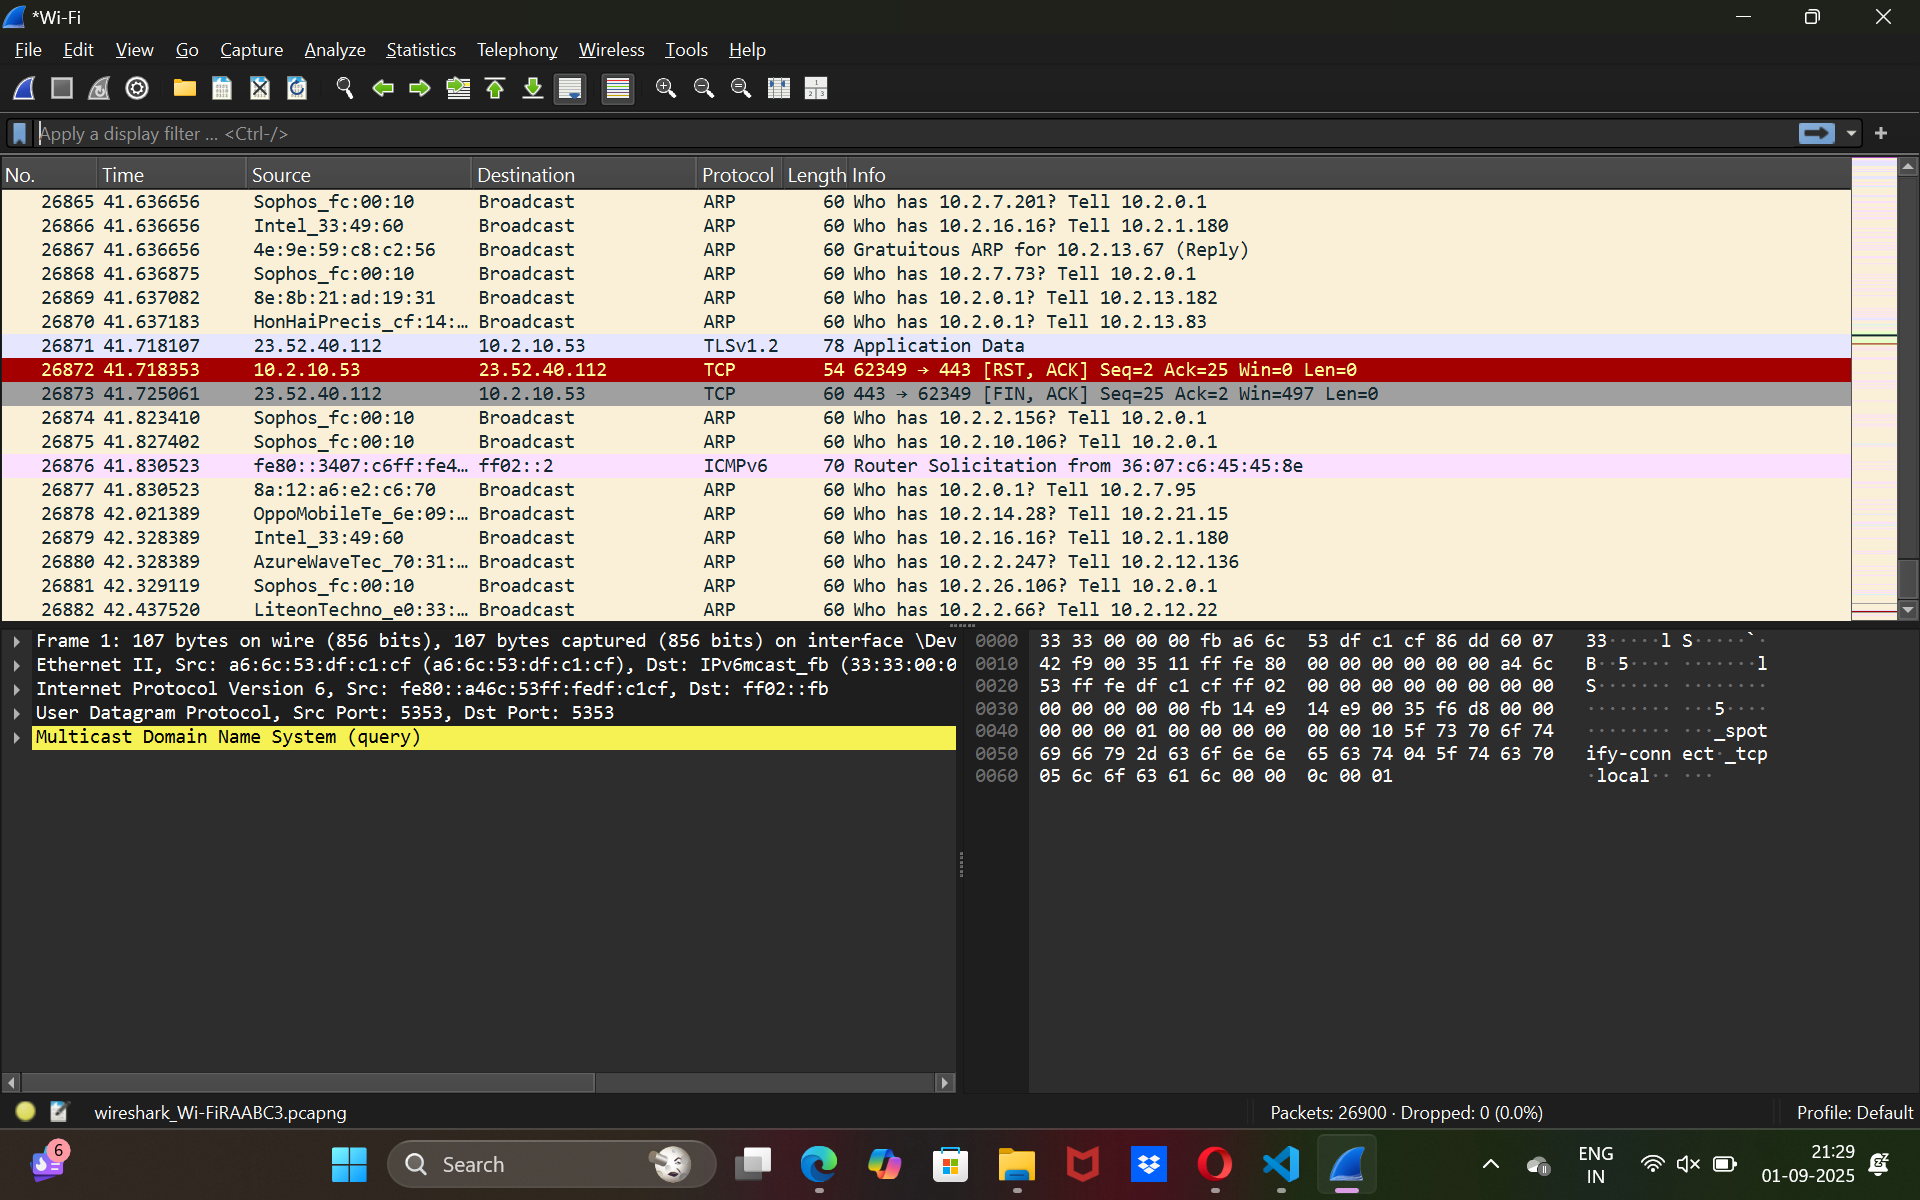 *Wi-Fi
File Edit View Go Capture Analyze Statistics Telephony Wireless Tools Help
Apply a display filter ... <Ctrl-/>
No. Time Source Destination Protocol Length Info
26865 41.636656 Sophos_fc:00:10 Broadcast ARP 60 Who has 10.2.7.201? Tell 10.2.0.1
26866 41.636656 Intel_33:49:60 Broadcast ARP 60 Who has 10.2.16.16? Tell 10.2.1.180
26867 41.636656 4e:9e:59:c8:c2:56 Broadcast ARP 60 Gratuitous ARP for 10.2.13.67 (Reply)
26868 41.636875 Sophos_fc:00:10 Broadcast ARP 60 Who has 10.2.7.73? Tell 10.2.0.1
26869 41.637082 8e:8b:21:ad:19:31 Broadcast ARP 60 Who has 10.2.0.1? Tell 10.2.13.182
26870 41.637183 HonHaiPrecis_cf:14:… Broadcast ARP 60 Who has 10.2.0.1? Tell 10.2.13.83
26871 41.718107 23.52.40.112 10.2.10.53 TLSv1.2 78 Application Data
26872 41.718353 10.2.10.53 23.52.40.112 TCP 54 62349 → 443 [RST, ACK] Seq=2 Ack=25 Win=0 Len=0
26873 41.725061 23.52.40.112 10.2.10.53 TCP 60 443 → 62349 [FIN, ACK] Seq=25 Ack=2 Win=497 Len=0
26874 41.823410 Sophos_fc:00:10 Broadcast ARP 60 Who has 10.2.2.156? Tell 10.2.0.1
26875 41.827402 Sophos_fc:00:10 Broadcast ARP 60 Who has 10.2.10.106? Tell 10.2.0.1
26876 41.830523 fe80::3407:c6ff:fe4… ff02::2 ICMPv6 70 Router Solicitation from 36:07:c6:45:45:8e
26877 41.830523 8a:12:a6:e2:c6:70 Broadcast ARP 60 Who has 10.2.0.1? Tell 10.2.7.95
26878 42.021389 OppoMobileTe_6e:09:… Broadcast ARP 60 Who has 10.2.14.28? Tell 10.2.21.15
26879 42.328389 Intel_33:49:60 Broadcast ARP 60 Who has 10.2.16.16? Tell 10.2.1.180
26880 42.328389 AzureWaveTec_70:31:… Broadcast ARP 60 Who has 10.2.2.247? Tell 10.2.12.136
26881 42.329119 Sophos_fc:00:10 Broadcast ARP 60 Who has 10.2.26.106? Tell 10.2.0.1
26882 42.437520 LiteonTechno_e0:33:… Broadcast ARP 60 Who has 10.2.2.66? Tell 10.2.12.22
Frame 1: 107 bytes on wire (856 bits), 107 bytes captured (856 bits) on interface \Dev
Ethernet II, Src: a6:6c:53:df:c1:cf (a6:6c:53:df:c1:cf), Dst: IPv6mcast_fb (33:33:00:0
Internet Protocol Version 6, Src: fe80::a46c:53ff:fedf:c1cf, Dst: ff02::fb
User Datagram Protocol, Src Port: 5353, Dst Port: 5353
Multicast Domain Name System (query)
0000 33 33 00 00 00 fb a6 6c 53 df c1 cf 86 dd 60 07 33·····l S·····`·
0010 42 f9 00 35 11 ff fe 80 00 00 00 00 00 00 a4 6c B··5···· ·······l
0020 53 ff fe df c1 cf ff 02 00 00 00 00 00 00 00 00 S······· ········
0030 00 00 00 00 00 fb 14 e9 14 e9 00 35 f6 d8 00 00 ········ ···5····
0040 00 00 00 01 00 00 00 00 00 00 10 5f 73 70 6f 74 ········ ···_spot
0050 69 66 79 2d 63 6f 6e 6e 65 63 74 04 5f 74 63 70 ify-conn ect·_tcp
0060 05 6c 6f 63 61 6c 00 00 0c 00 01 ·local·· ···
wireshark_Wi-FiRAABC3.pcapng Packets: 26900 · Dropped: 0 (0.0%) Profile: Default
6
Search
ENG
IN
21:29
01-09-2025